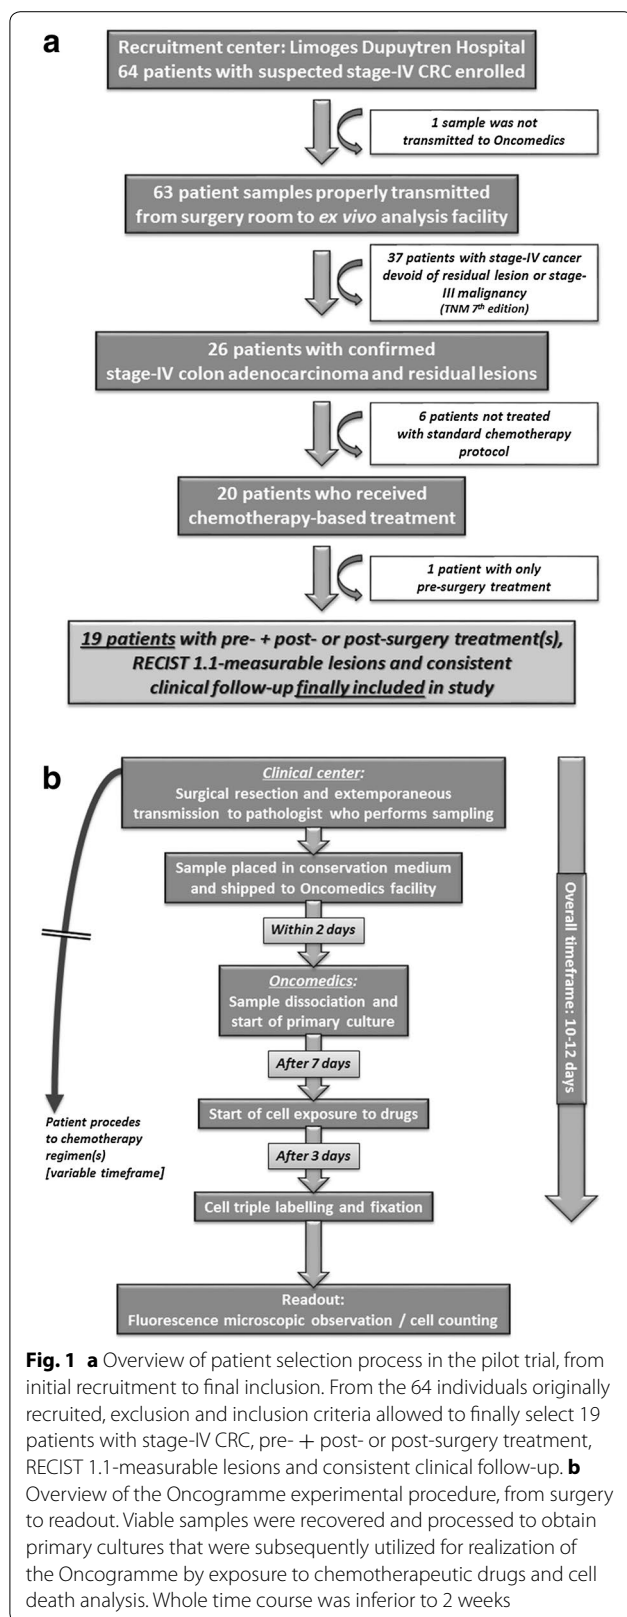 a
Recruitment center: Limoges Dupuytren Hospital
64 patients with suspected stage-IV CRC enrolled
1 sample was not
transmitted to Oncomedics
63 patient samples properly transmitted
from surgery room to ex vivo analysis facility
37 patients with stage-IV cancer
devoid of residual lesion or stage-
III malignancy
(TNM 7th edition)
26 patients with confirmed
stage-IV colon adenocarcinoma and residual lesions
6 patients not treated
with standard chemotherapy
protocol
20 patients who received
chemotherapy-based treatment
1 patient with only
pre-surgery treatment
19 patients with pre- + post- or post-surgery treatment(s),
RECIST 1.1-measurable lesions and consistent
clinical follow-up finally included in study
b
Clinical center:
Surgical resection and extemporaneous
transmission to pathologist who performs sampling
Sample placed in conservation medium
and shipped to Oncomedics facility
Within 2 days
Oncomedics:
Sample dissociation and
start of primary culture
After 7 days
Start of cell exposure to drugs
After 3 days
Cell triple labelling and fixation
Readout:
Fluorescence microscopic observation / cell counting
Patient procedes
to chemotherapy
regimen(s)
[variable timeframe]
Overall timeframe: 10-12 days
Fig. 1 a Overview of patient selection process in the pilot trial, from
initial recruitment to final inclusion. From the 64 individuals originally
recruited, exclusion and inclusion criteria allowed to finally select 19
patients with stage-IV CRC, pre- + post- or post-surgery treatment,
RECIST 1.1-measurable lesions and consistent clinical follow-up. b
Overview of the Oncogramme experimental procedure, from surgery
to readout. Viable samples were recovered and processed to obtain
primary cultures that were subsequently utilized for realization of
the Oncogramme by exposure to chemotherapeutic drugs and cell
death analysis. Whole time course was inferior to 2 weeks